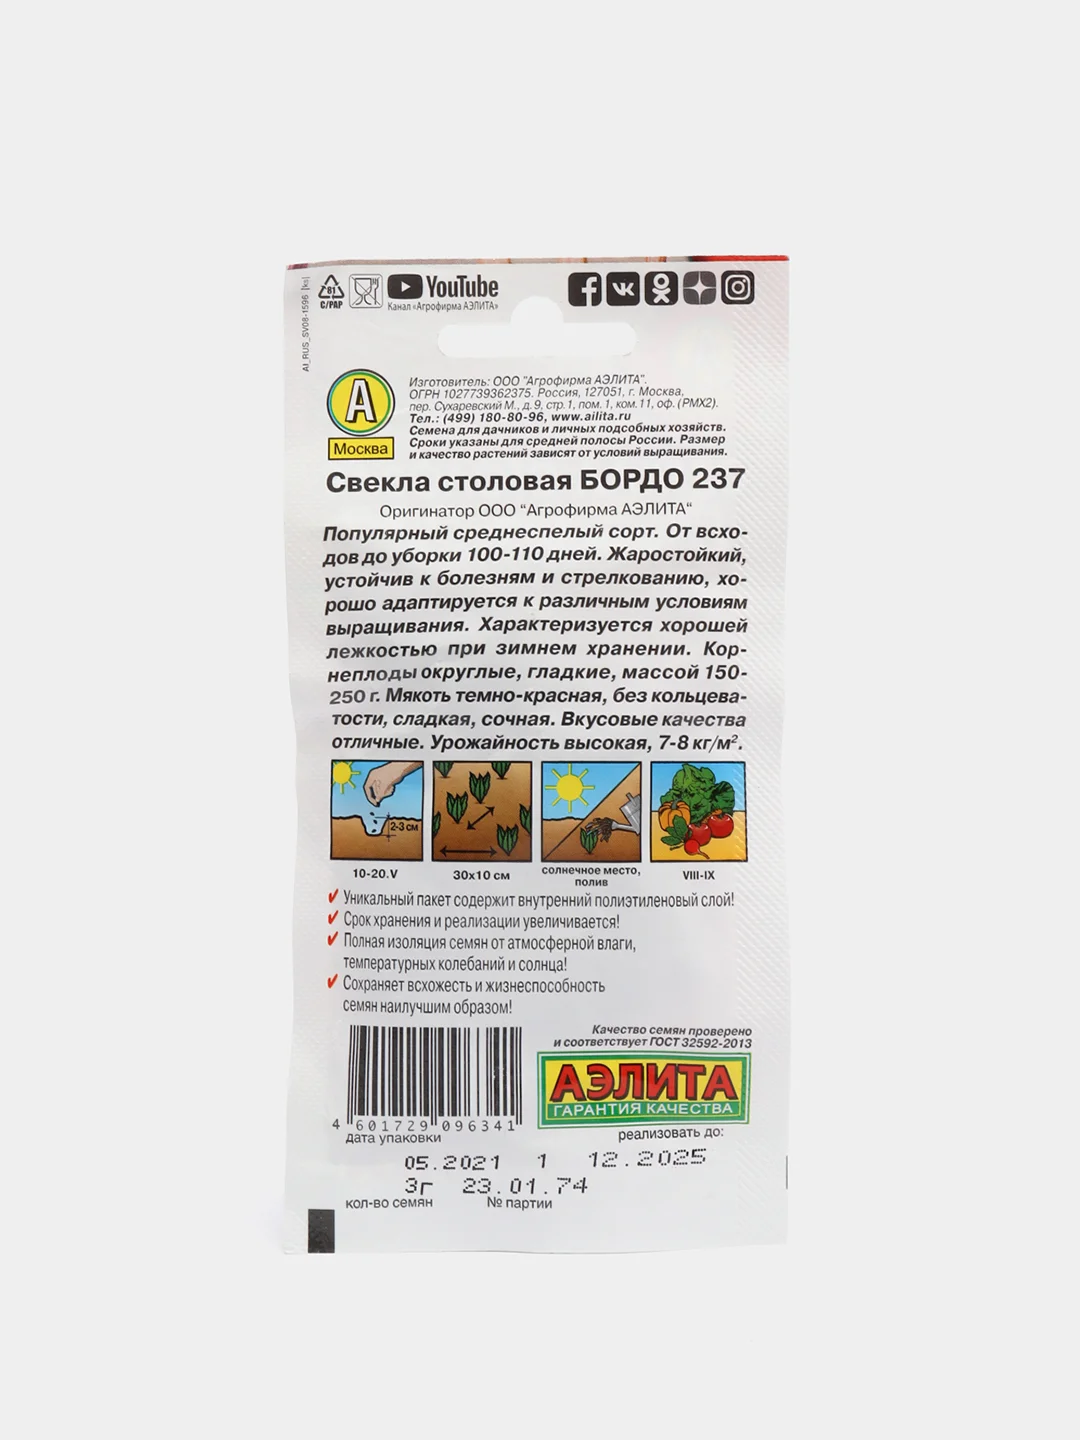 AI_RUS_SV08-1596 [ks]
81
C/PAP
YouTube
Канал «Агрофирма АЭЛИТА»
А
Москва
Изготовитель: ООО "Агрофирма АЭЛИТА".
ОГРН 1027739362375. Россия, 127051, г. Москва,
пер. Сухаревский М., д. 9, стр. 1, пом. 1, ком. 11, оф. (РМХ2).
Тел.: (499) 180-80-96, www.ailita.ru
Семена для дачников и личных подсобных хозяйств.
Сроки указаны для средней полосы России. Размер
и качество растений зависят от условий выращивания.
Свекла столовая БОРДО 237
Оригинатор ООО "Агрофирма АЭЛИТА"
Популярный среднеспелый сорт. От всхо-
дов до уборки 100-110 дней. Жаростойкий,
устойчив к болезням и стрелкованию, хо-
рошо адаптируется к различным условиям
выращивания. Характеризуется хорошей
лежкостью при зимнем хранении. Кор-
неплоды округлые, гладкие, массой 150-
250 г. Мякоть темно-красная, без кольцева-
тости, сладкая, сочная. Вкусовые качества
отличные. Урожайность высокая, 7-8 кг/м².
2-3 см
10-20.V
30x10 см
солнечное место,
полив
VIII-IX
Уникальный пакет содержит внутренний полиэтиленовый слой!
Срок хранения и реализации увеличивается!
Полная изоляция семян от атмосферной влаги,
температурных колебаний и солнца!
Сохраняет всхожесть и жизнеспособность
семян наилучшим образом!
Качество семян проверено
и соответствует ГОСТ 32592-2013
АЭЛИТА
ГАРАНТИЯ КАЧЕСТВА
4 601729 096341
дата упаковки
реализовать до:
05.2021 1 12.2025
3г 23.01.74
кол-во семян № партии